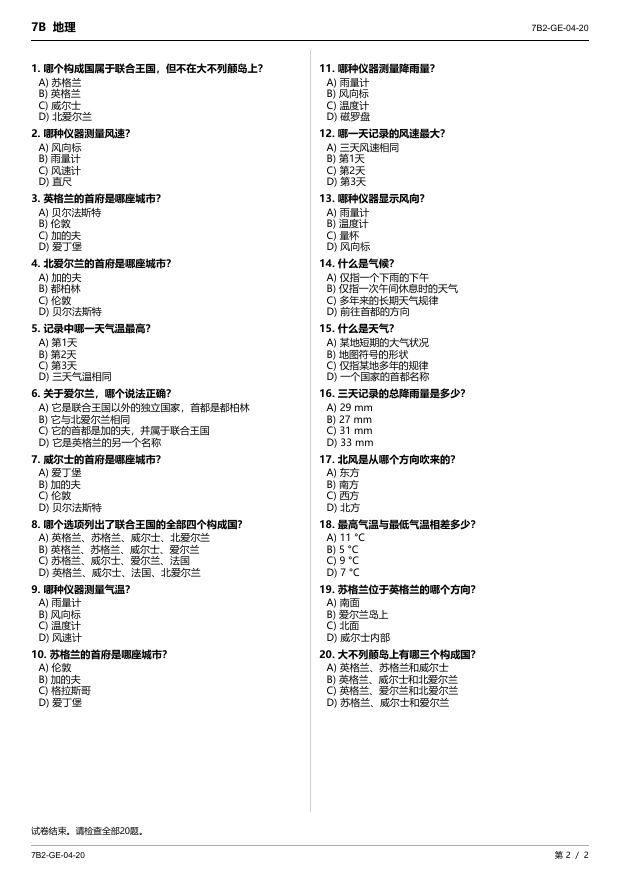 7B 地理
7B2-GE-04-20
1. 哪个构成国属于联合王国，但不在大不列颠岛上？
A) 苏格兰
B) 英格兰
C) 威尔士
D) 北爱尔兰
2. 哪种仪器测量风速？
A) 风向标
B) 雨量计
C) 风速计
D) 直尺
3. 英格兰的首府是哪座城市？
A) 贝尔法斯特
B) 伦敦
C) 加的夫
D) 爱丁堡
4. 北爱尔兰的首府是哪座城市？
A) 加的夫
B) 都柏林
C) 伦敦
D) 贝尔法斯特
5. 记录中哪一天气温最高？
A) 第1天
B) 第2天
C) 第3天
D) 三天气温相同
6. 关于爱尔兰，哪个说法正确？
A) 它是联合王国以外的独立国家，首都是都柏林
B) 它与北爱尔兰相同
C) 它的首都是加的夫，并属于联合王国
D) 它是英格兰的另一个名称
7. 威尔士的首府是哪座城市？
A) 爱丁堡
B) 加的夫
C) 伦敦
D) 贝尔法斯特
8. 哪个选项列出了联合王国的全部四个构成国？
A) 英格兰、苏格兰、威尔士、北爱尔兰
B) 英格兰、苏格兰、威尔士、爱尔兰
C) 苏格兰、威尔士、爱尔兰、法国
D) 英格兰、威尔士、法国、北爱尔兰
9. 哪种仪器测量气温？
A) 雨量计
B) 风向标
C) 温度计
D) 风速计
10. 苏格兰的首府是哪座城市？
A) 伦敦
B) 加的夫
C) 格拉斯哥
D) 爱丁堡
11. 哪种仪器测量降雨量？
A) 雨量计
B) 风向标
C) 温度计
D) 磁罗盘
12. 哪一天记录的风速最大？
A) 三天风速相同
B) 第1天
C) 第2天
D) 第3天
13. 哪种仪器显示风向？
A) 雨量计
B) 温度计
C) 量杯
D) 风向标
14. 什么是气候？
A) 仅指一个下雨的下午
B) 仅指一次午间休息时的天气
C) 多年来的长期天气规律
D) 前往首都的方向
15. 什么是天气？
A) 某地短期的大气状况
B) 地图符号的形状
C) 仅指某地多年的规律
D) 一个国家的首都名称
16. 三天记录的总降雨量是多少？
A) 29 mm
B) 27 mm
C) 31 mm
D) 33 mm
17. 北风是从哪个方向吹来的？
A) 东方
B) 南方
C) 西方
D) 北方
18. 最高气温与最低气温相差多少？
A) 11 °C
B) 5 °C
C) 9 °C
D) 7 °C
19. 苏格兰位于英格兰的哪个方向？
A) 南面
B) 爱尔兰岛上
C) 北面
D) 威尔士内部
20. 大不列颠岛上有哪三个构成国？
A) 英格兰、苏格兰和威尔士
B) 英格兰、威尔士和北爱尔兰
C) 英格兰、爱尔兰和北爱尔兰
D) 苏格兰、威尔士和爱尔兰
试卷结束。请检查全部20题。
7B2-GE-04-20
第 2 / 2